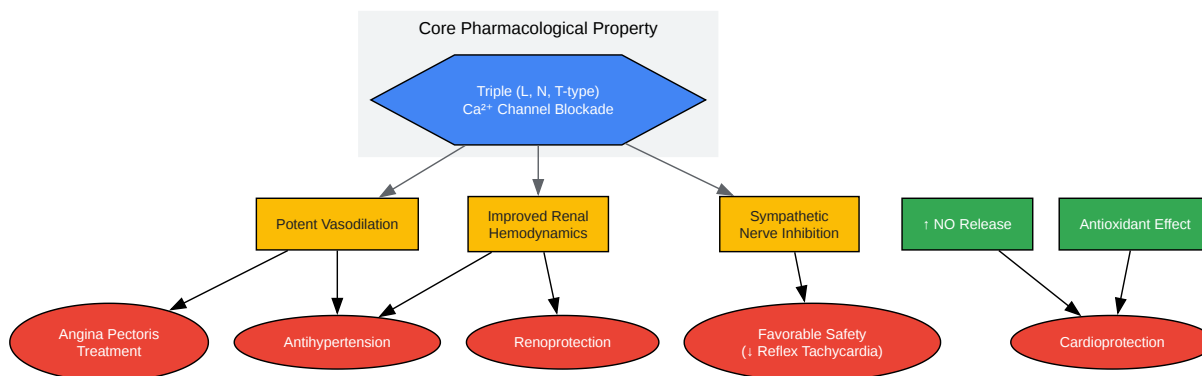 Core Pharmacological Property
Triple (L, N, T-type)
Ca²⁺ Channel Blockade
Potent Vasodilation
Improved Renal
Hemodynamics
Sympathetic
Nerve Inhibition
↑ NO Release
Antioxidant Effect
Angina Pectoris
Treatment
Antihypertension
Renoprotection
Favorable Safety
(↓ Reflex Tachycardia)
Cardioprotection